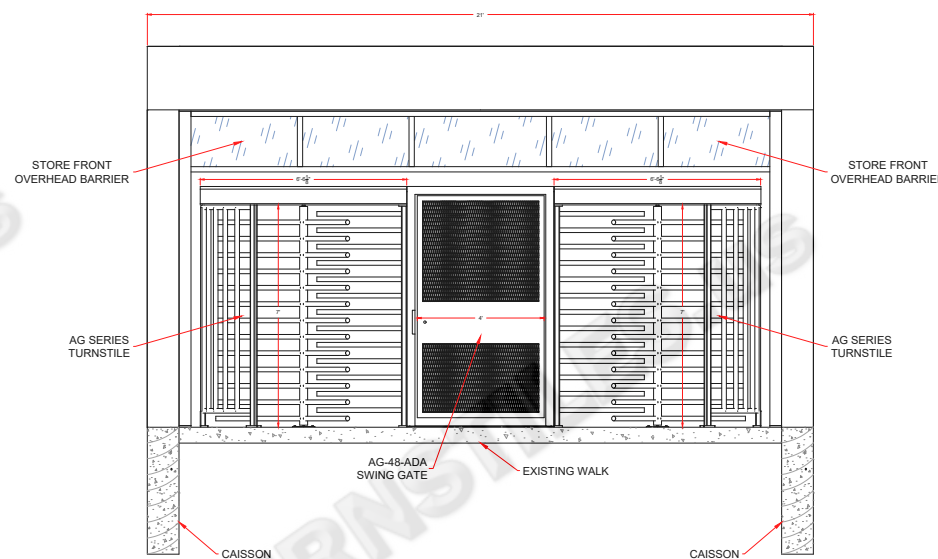 21'
STORE FRONT
OVERHEAD BARRIER
STORE FRONT
OVERHEAD BARRIER
7'
4'
7'
AG SERIES
TURNSTILE
AG SERIES
TURNSTILE
AG-48-ADA
SWING GATE
EXISTING WALK
CAISSON
CAISSON